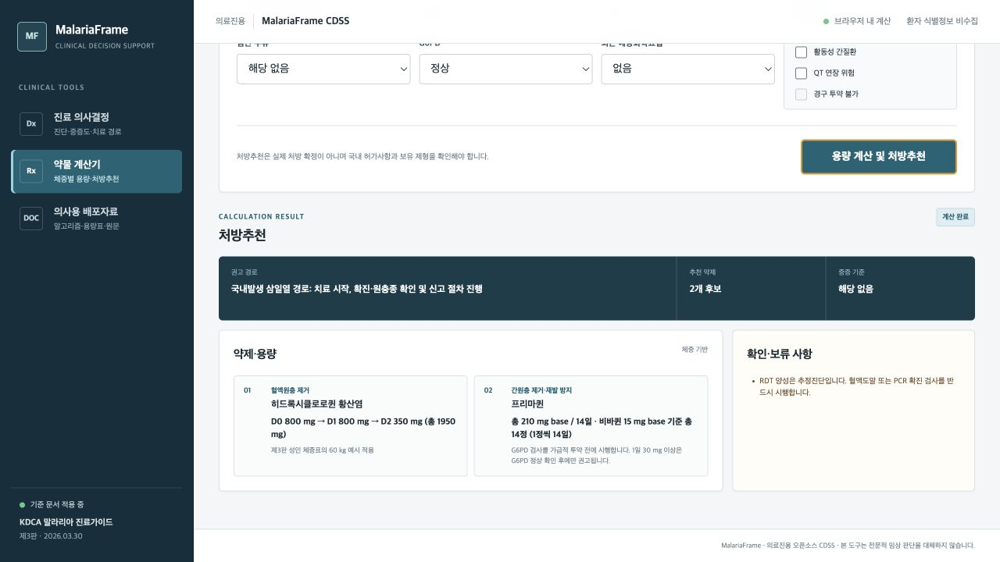 MF
MalariaFrame
CLINICAL DECISION SUPPORT
CLINICAL TOOLS
Dx
진료 의사결정
진단·중증도·치료 경로
Rx
약물 계산기
체중별 용량·처방추천
DOC
의사용 배포자료
알고리즘·용량표·원문
기준 문서 적용 중
KDCA 말라리아 진료가이드
제3판 · 2026.03.30
의료진용
MalariaFrame CDSS
브라우저 내 계산
환자 식별정보 비수집
G6PD
해당 없음
정상
없음
활동성 간질환
QT 연장 위험
경구 투약 불가
처방추천은 실제 처방 확정이 아니며 국내 허가사항과 보유 제형을 확인해야 합니다.
용량 계산 및 처방추천
CALCULATION RESULT
처방추천
계산 완료
권고 경로
국내발생 삼일열 경로: 치료 시작, 확진·원충종 확인 및 신고 절차 진행
추천 약제
2개 후보
중증 기준
해당 없음
약제·용량
체중 기반
01
혈액원충 제거
히드록시클로로퀸 황산염
D0 800 mg → D1 800 mg → D2 350 mg (총 1950
mg)
제3판 성인 체중표의 60 kg 예시 적용
02
간원충 제거·재발 방지
프리마퀸
총 210 mg base / 14일 · 비바퀸 15 mg base 기준 총
14정 (1정씩 14일)
G6PD 검사를 가급적 투약 전에 시행합니다. 1일 30 mg 이상은
G6PD 정상 확인 후에만 권고됩니다.
확인·보류 사항
• RDT 양성은 추정진단입니다. 혈액도말 또는 PCR 확진 검사를 반
드시 시행합니다.
MalariaFrame · 의료진용 오픈소스 CDSS · 본 도구는 전문적 임상 판단을 대체하지 않습니다.